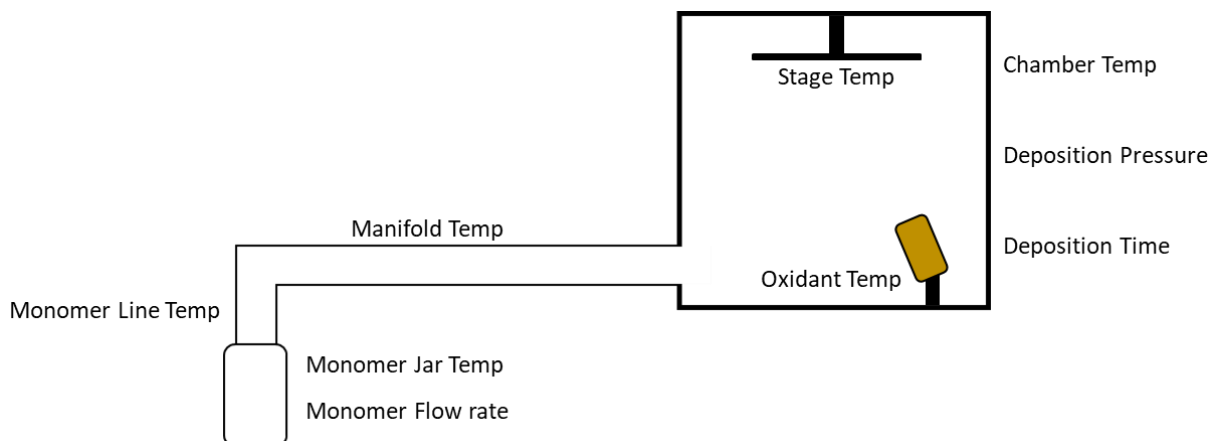 Stage Temp
Chamber Temp
Deposition Pressure
Manifold Temp
Deposition Time
Oxidant Temp
Monomer Line Temp
Monomer Jar Temp
Monomer Flow rate